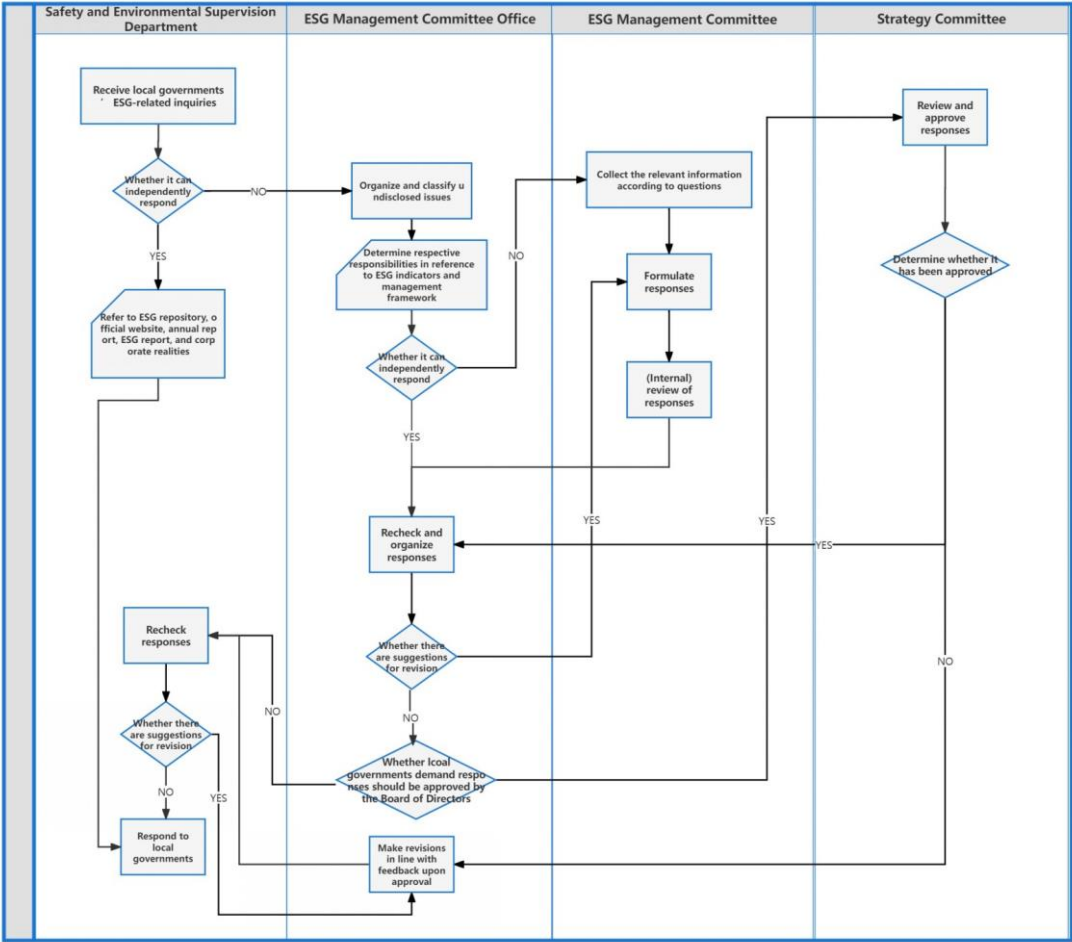 Safety and Environmental Supervision
Department
ESG Management Committee Office
ESG Management Committee
Strategy Committee
Receive local governments
' ESG-related inquiries
Whether it can
independently
respond
NO
YES
Refer to ESG repository, o
fficial website, annual rep
ort, ESG report, and corp
orate realities
Organize and classify u
ndisclosed issues
Determine respective
responsibilities in reference
to ESG indicators and
management
framework
Whether it can
independently
respond
NO
YES
Collect the relevant information
according to questions
Formulate
responses
(Internal)
review of
responses
Review and
approve
responses
Determine whether it
has been approved
YES
YES
YES
NO
Recheck and
organize
responses
Whether there
are suggestions
for revision
NO
Whether lcoal
governments demand respo
nses should be approved by
the Board of Directors
NO
Recheck
responses
Whether there
are suggestions
for revision
NO
YES
Respond to
local
governments
Make revisions
in line with
feedback upon
approval